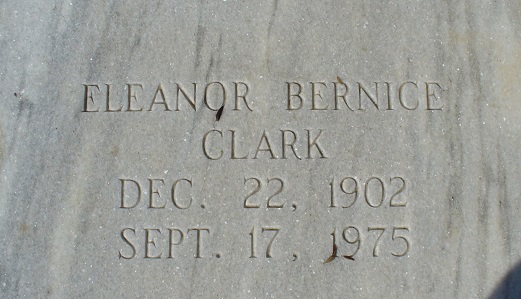 ELEANOR BERNICE
CLARK
DEC. 22, 1902
SEPT. 17, 1975